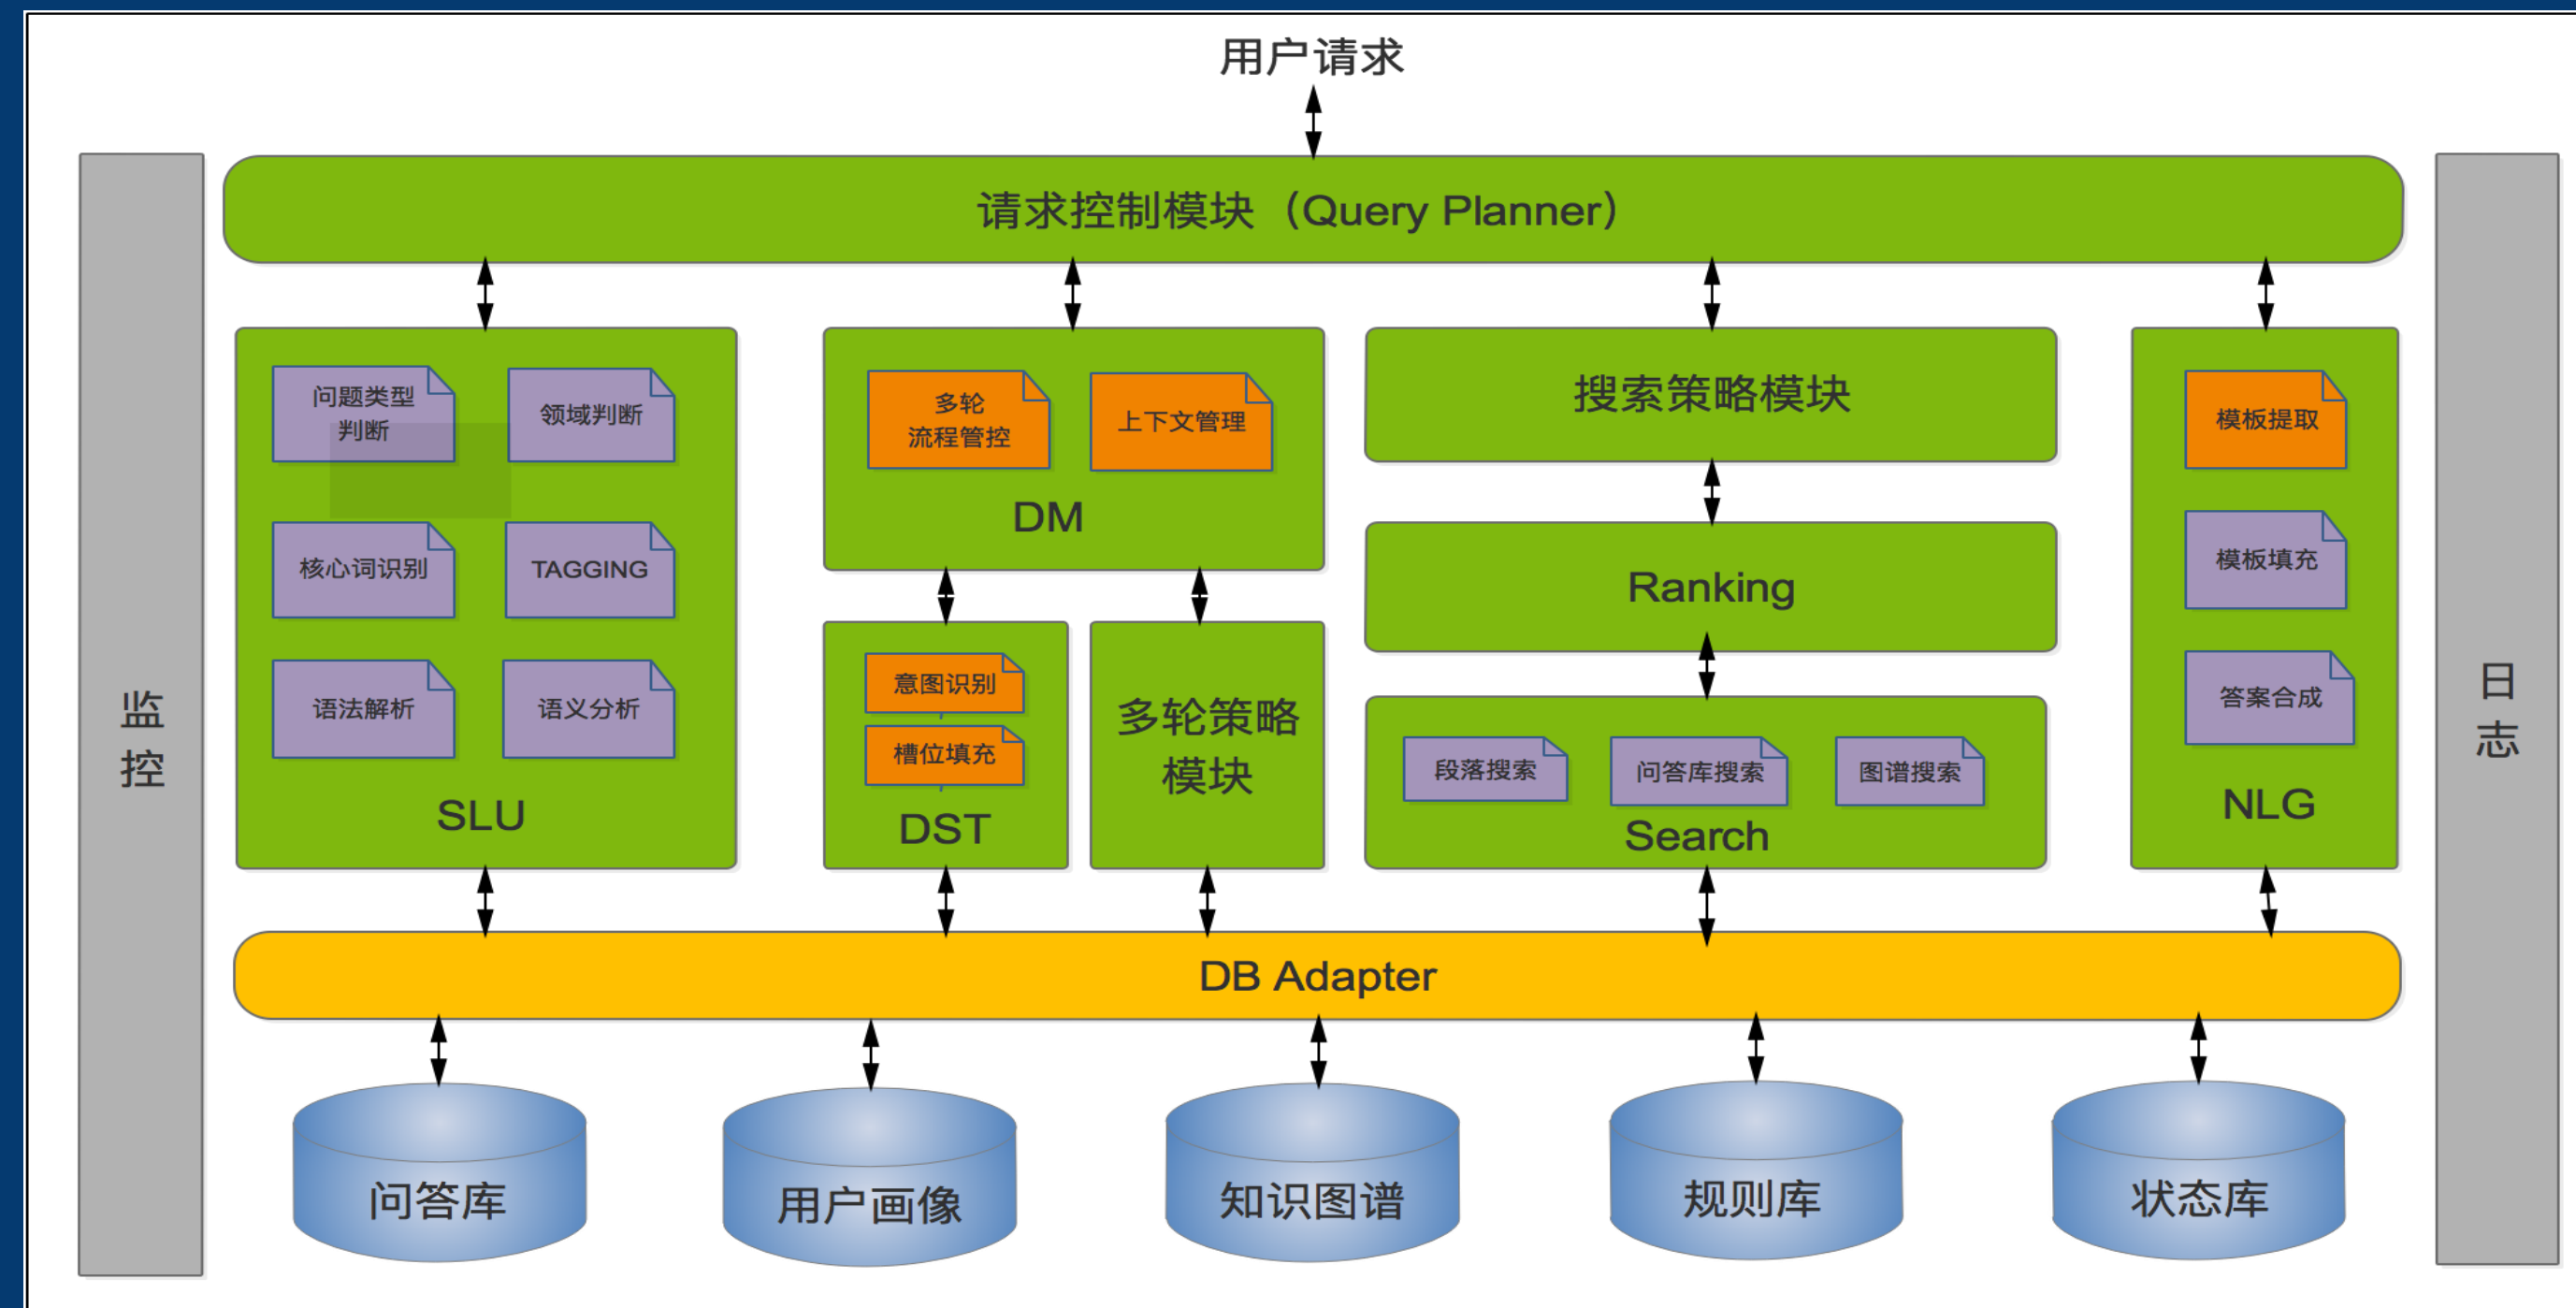 用户请求
请求控制模块（Query Planner）
监
控
问题类型
判断
领域判断
核心词识别
TAGGING
语法解析
语义分析
SLU
多轮
流程管控
上下文管理
DM
意图识别
槽位填充
DST
多轮策略
模块
搜索策略模块
Ranking
段落搜索
问答库搜索
图谱搜索
Search
模板提取
模板填充
答案合成
NLG
日
志
DB Adapter
问答库
用户画像
知识图谱
规则库
状态库